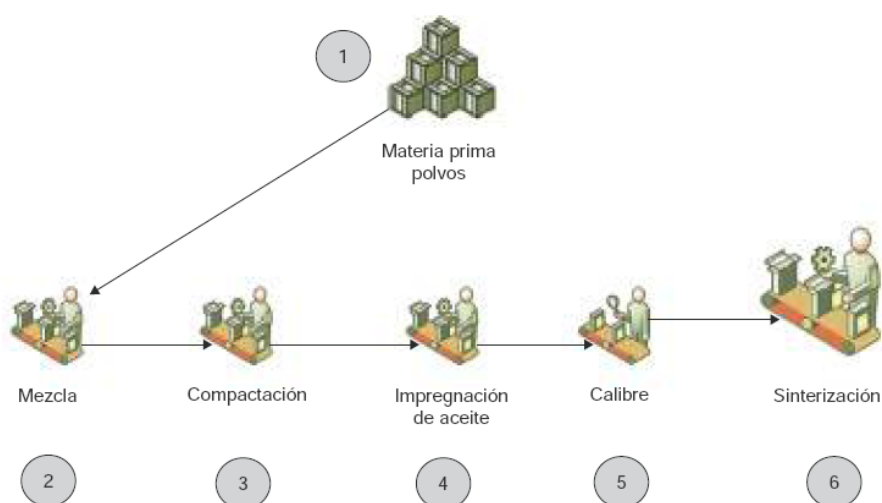 1
Materia prima
polvos
Mezcla
Compactación
Impregnación
de aceite
Calibre
Sinterización
2
3
4
5
6